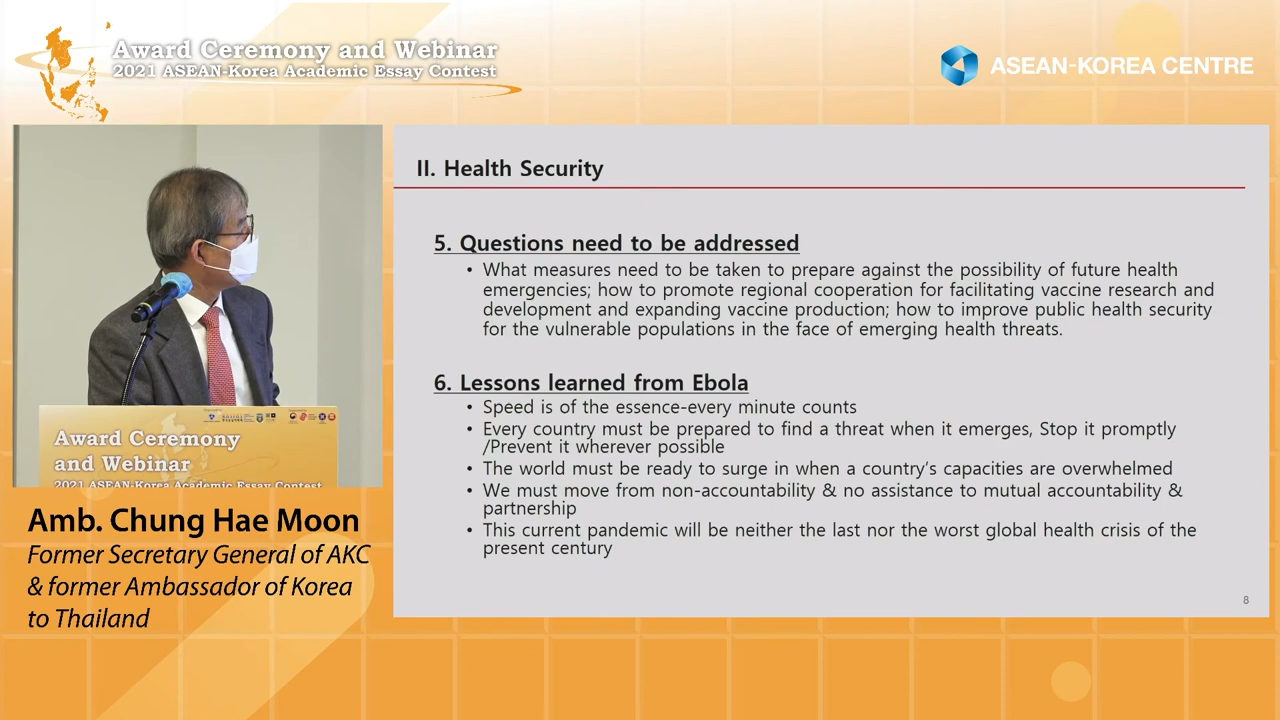 Award Ceremony and Webinar
2021 ASEAN-Korea Academic Essay Contest
ASEAN-KOREA CENTRE
II. Health Security
5. Questions need to be addressed
• What measures need to be taken to prepare against the possibility of future health
emergencies; how to promote regional cooperation for facilitating vaccine research and
development and expanding vaccine production; how to improve public health security
for the vulnerable populations in the face of emerging health threats.
6. Lessons learned from Ebola
• Speed is of the essence-every minute counts
• Every country must be prepared to find a threat when it emerges, Stop it promptly
/Prevent it wherever possible
• The world must be ready to surge in when a country's capacities are overwhelmed
• We must move from non-accountability & no assistance to mutual accountability &
partnership
• This current pandemic will be neither the last nor the worst global health crisis of the
present century
8
Award Ceremony
and Webinar
2021 ASEAN-Korea Academic Essay Contest
Amb. Chung Hae Moon
Former Secretary General of AKC
& former Ambassador of Korea
to Thailand